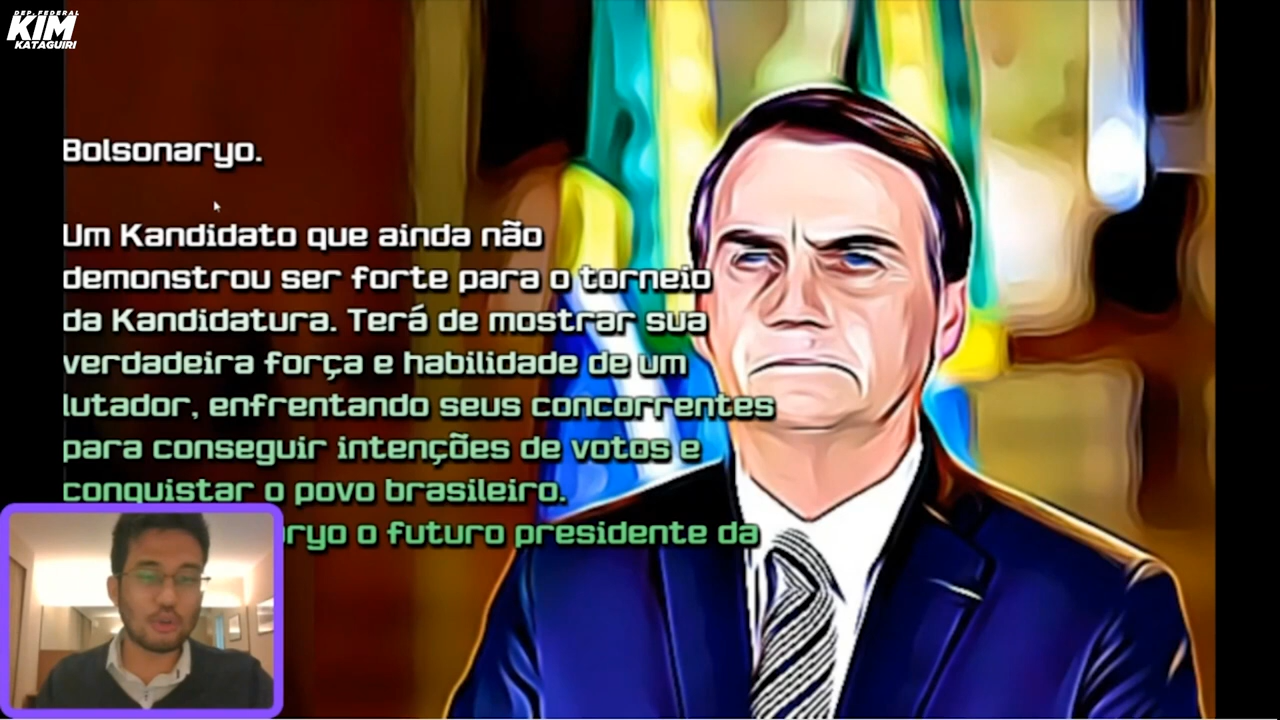 DEP. FEDERAL
KIM
KATAGUIRI
Bolsonaryo.
Um Kandidato que ainda não
demonstrou ser forte para o torneio
da Kandidatura. Terá de mostrar sua
verdadeira força e habilidade de um
lutador, enfrentando seus concorrentes
para conseguir intenções de votos e
conquistar o povo brasileiro.
ryo o futuro presidente da